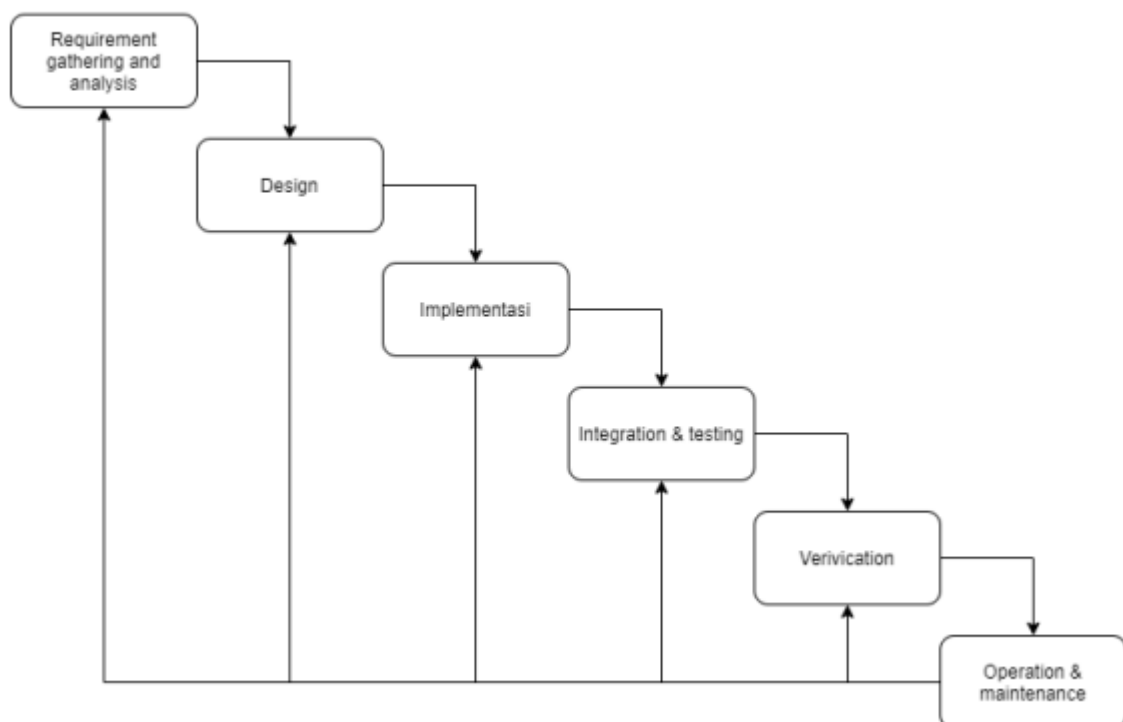 Requirement
gathering and
analysis
Design
Implementasi
Integration & testing
Verivication
Operation &
maintenance